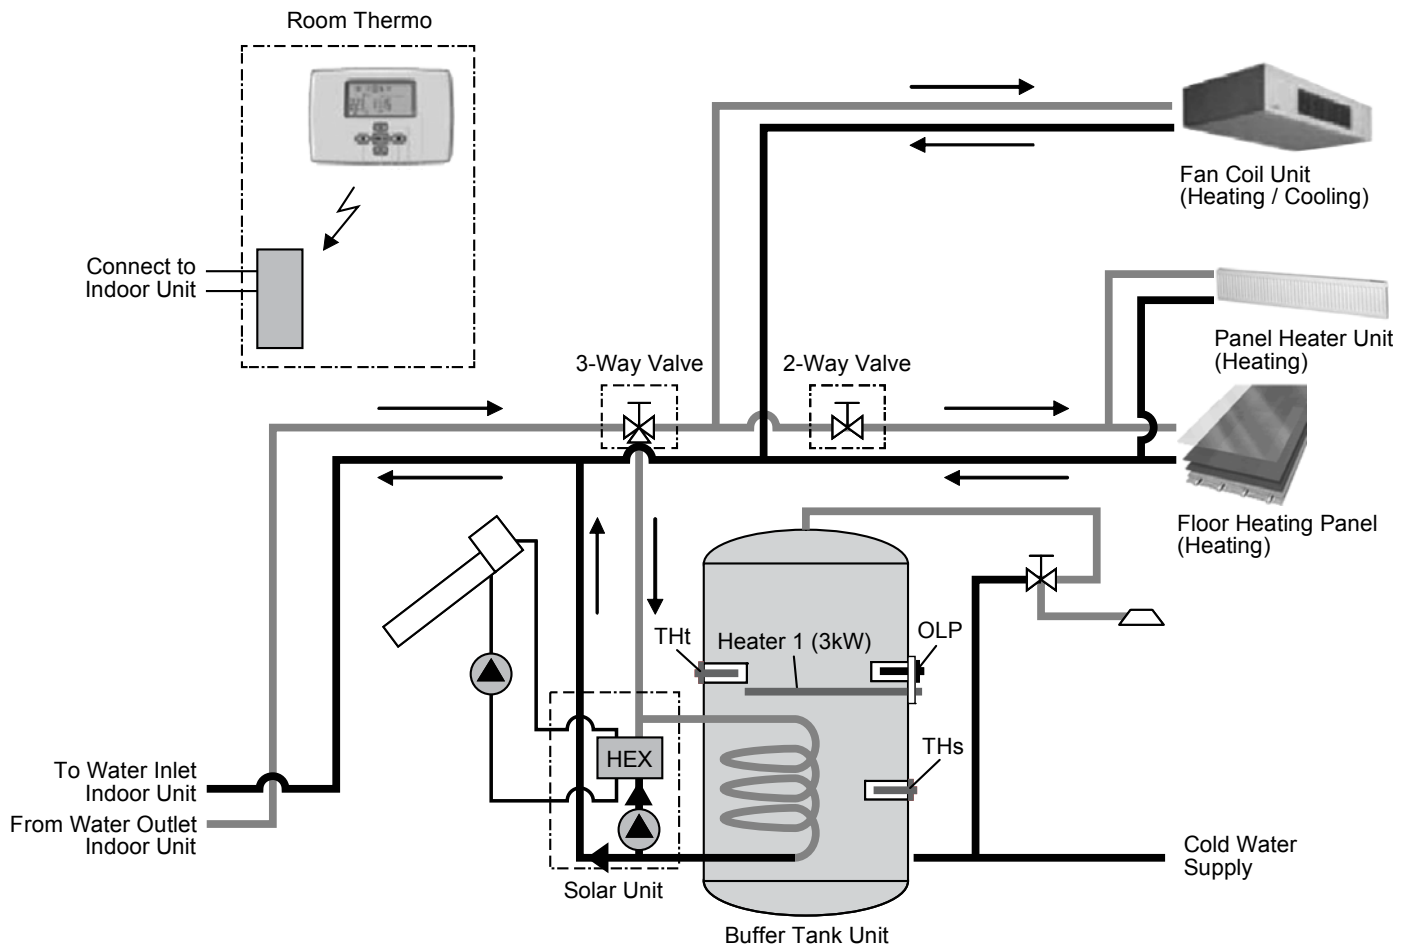 Room Thermo
Connect to
Indoor Unit
Fan Coil Unit
(Heating / Cooling)
Panel Heater Unit
(Heating)
3-Way Valve
2-Way Valve
Floor Heating Panel
(Heating)
THt
Heater 1 (3kW)
OLP
THs
HEX
To Water Inlet
Indoor Unit
From Water Outlet
Indoor Unit
Solar Unit
Cold Water
Supply
Buffer Tank Unit